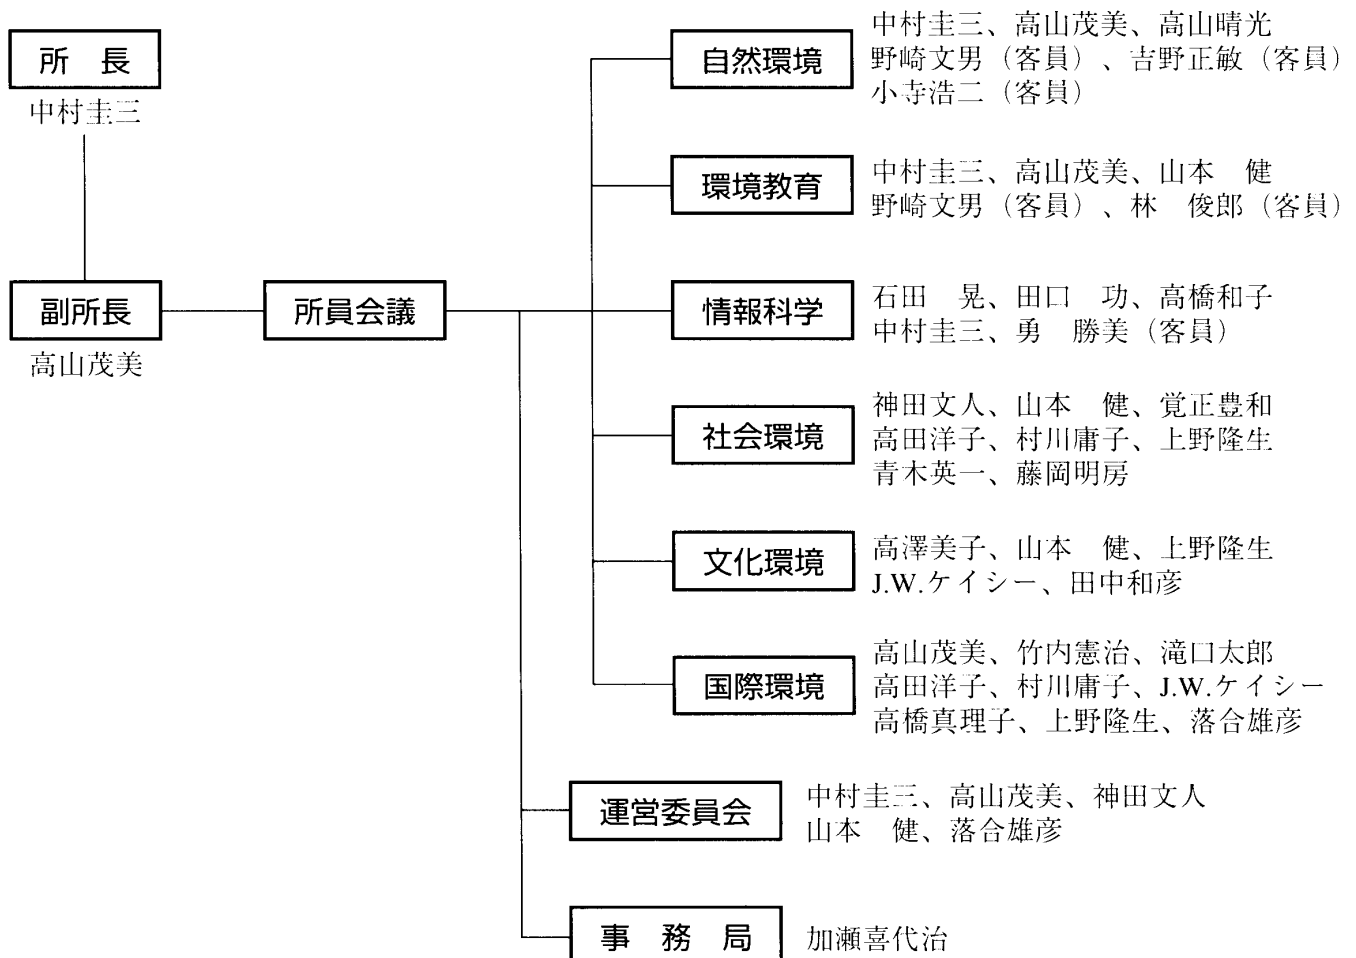 所　長
中村圭三
副所長
高山茂美
所員会議
自然環境
中村圭三、高山茂美、高山晴光
野崎文男（客員）、吉野正敏（客員）
小寺浩二（客員）
環境教育
中村圭三、高山茂美、山本　健
野崎文男（客員）、林　俊郎（客員）
情報科学
石田　晃、田口　功、高橋和子
中村圭三、勇　勝美（客員）
社会環境
神田文人、山本　健、覚正豊和
高田洋子、村川庸子、上野隆生
青木英一、藤岡明房
文化環境
高澤美子、山本　健、上野隆生
J.W.ケイシー、田中和彦
国際環境
高山茂美、竹内憲治、滝口太郎
高田洋子、村川庸子、J.W.ケイシー
高橋真理子、上野隆生、落合雄彦
運営委員会
中村圭三、高山茂美、神田文人
山本　健、落合雄彦
事　務　局
加瀬喜代治